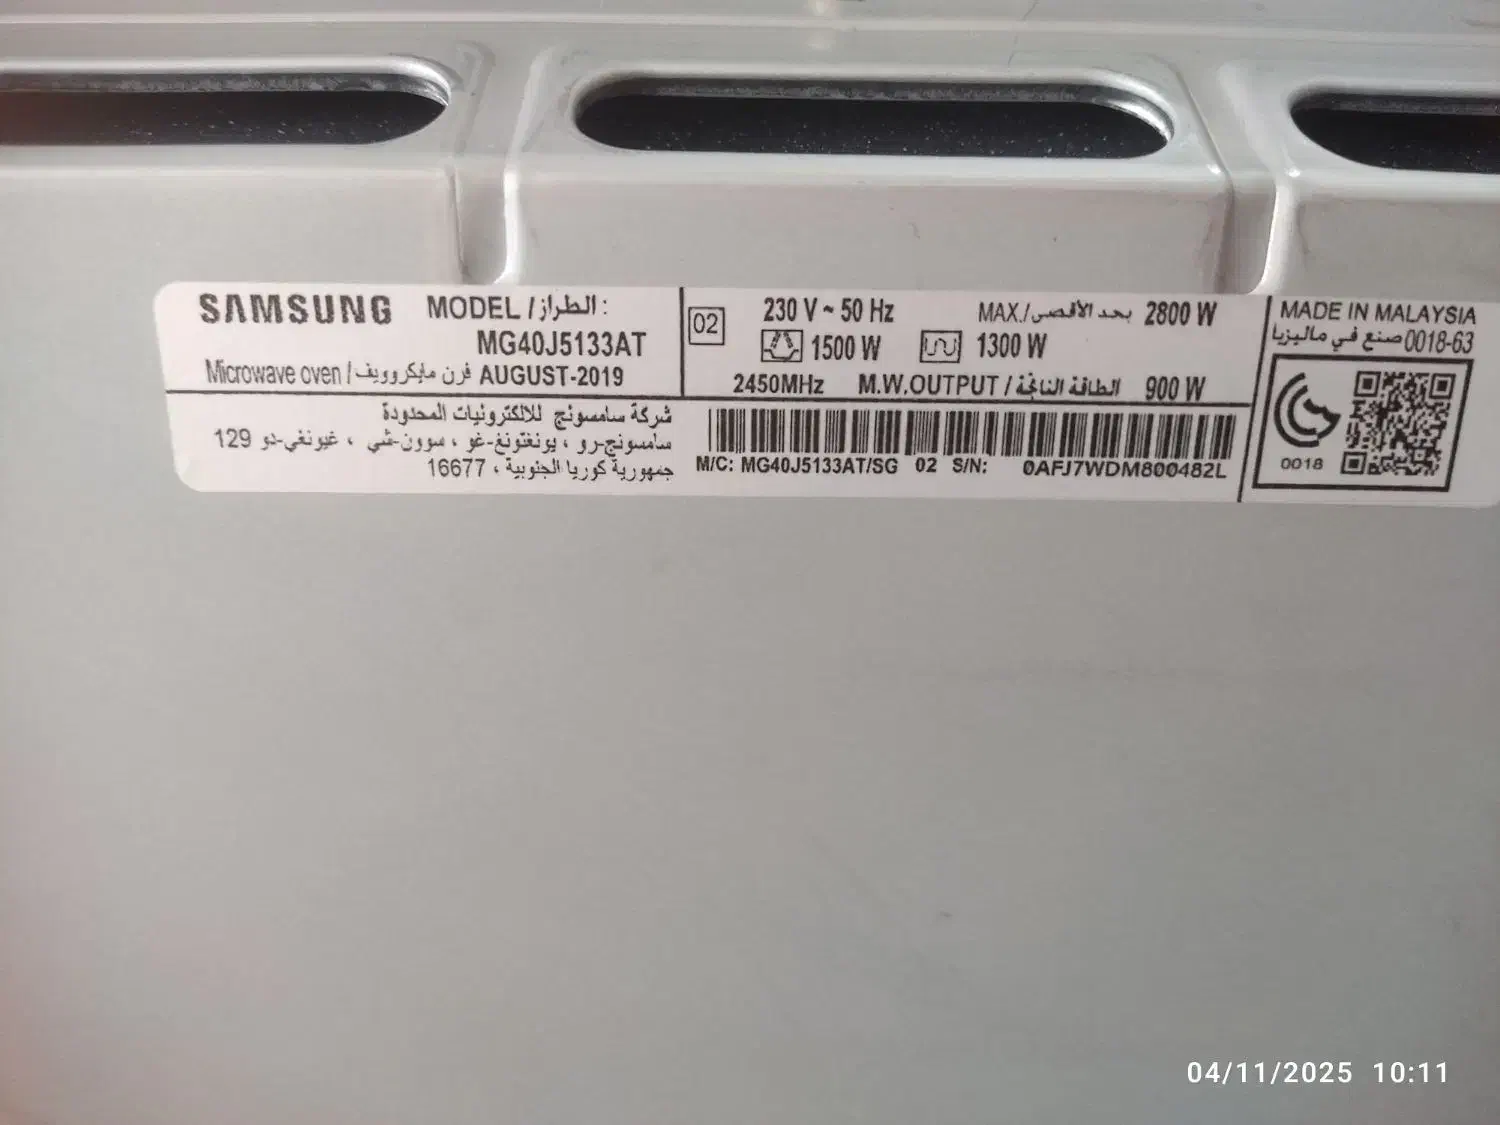 SAMSUNG MODEL / الطراز :
MG40J5133AT
Microwave oven / فرن مايكروويف AUGUST-2019
شركة سامسونج للالكترونيات المحدودة
129 سامسونج-رو ، يونغتونغ-غو ، سوون-شي ، غيونغي-دو
جمهورية كوريا الجنوبية ، 16677
02
230 V ~ 50 Hz MAX./بحد الأقصى 2800 W
1500 W 1300 W
2450MHz M.W.OUTPUT / الطاقة الناتجة 900 W
M/C: MG40J5133AT/SG 02 S/N: 0AFJ7WDM800482L
MADE IN MALAYSIA
صنع في ماليزيا 0018-63
0018
04/11/2025 10:11